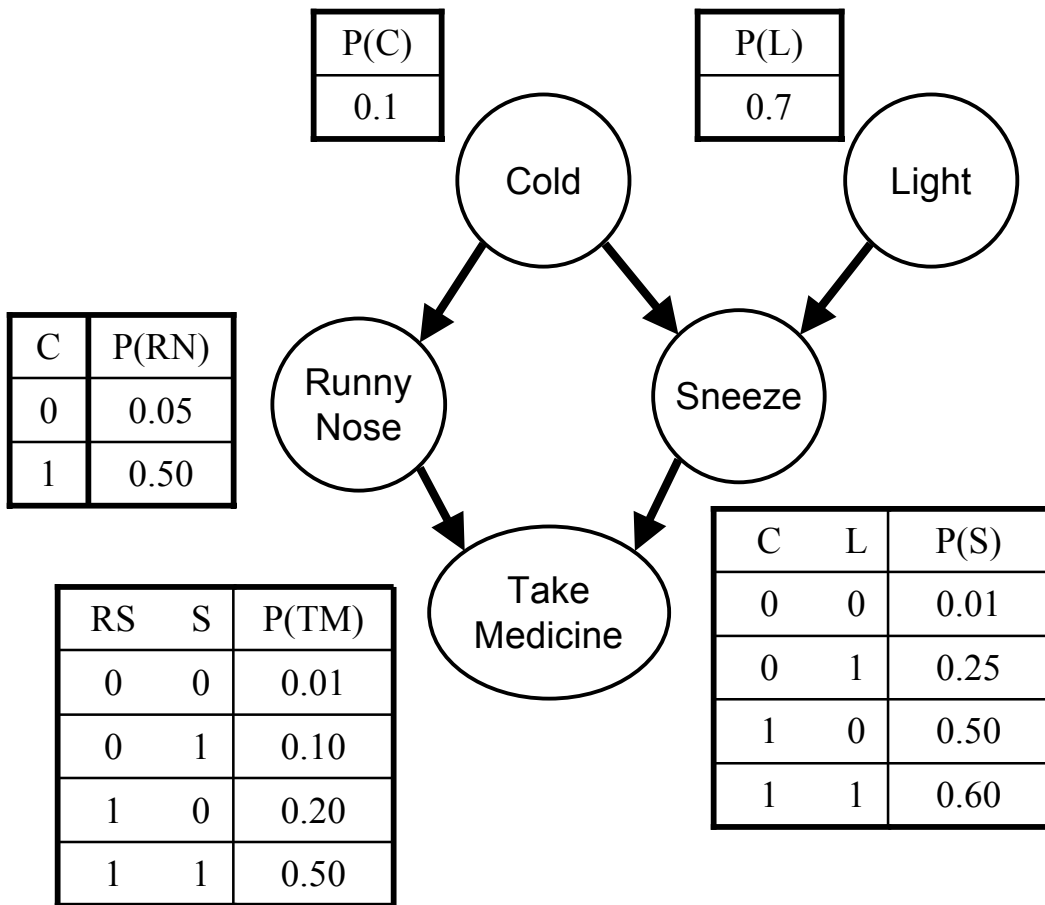 P(C)
0.1
P(L)
0.7
Cold
Light
C P(RN)
0 0.05
1 0.50
Runny
Nose
Sneeze
Take
Medicine
RS S P(TM)
0 0 0.01
0 1 0.10
1 0 0.20
1 1 0.50
C L P(S)
0 0 0.01
0 1 0.25
1 0 0.50
1 1 0.60